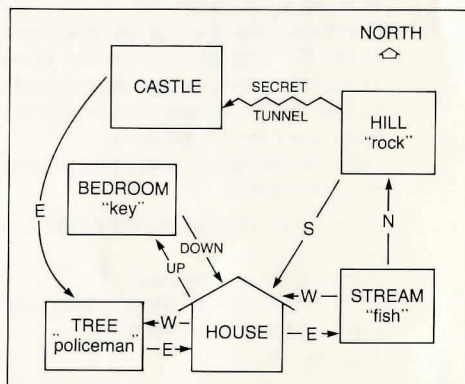 NORTH
CASTLE
SECRET
TUNNEL
HILL
"rock"
BEDROOM
"key"
E
DOWN
UP
S
N
STREAM
"fish"
W
E
HOUSE
W
E
TREE
"policeman"